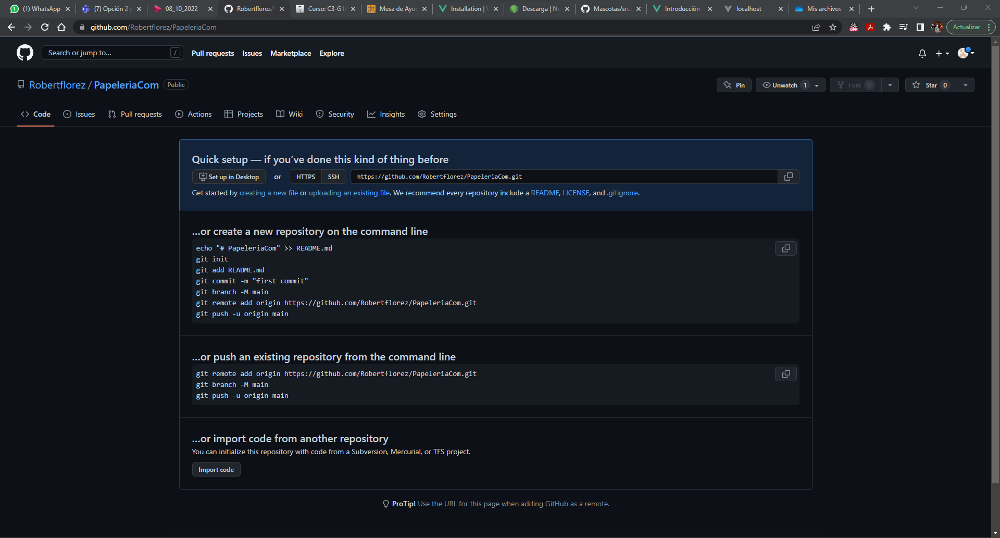 (1) WhatsApp
(7) Opción 2
08_10_2022 -
Robertflorez/
Curso: C3-G1
Mesa de Ayu
Installation |
Descarga | No
Mascotas/src
Introducción
localhost
Mis archivos
github.com/Robertflorez/PapeleriaCom
OFF
Actualizar
Search or jump to...
/
Pull requests
Issues
Marketplace
Explore
Robertflorez / PapeleriaCom
Public
Pin
Unwatch 1
Fork 0
Star 0
Code
Issues
Pull requests
Actions
Projects
Wiki
Security
Insights
Settings
Quick setup — if you’ve done this kind of thing before
Set up in Desktop
or
HTTPS
SSH
https://github.com/Robertflorez/PapeleriaCom.git
Get started by creating a new file or uploading an existing file. We recommend every repository include a README, LICENSE, and .gitignore.
…or create a new repository on the command line
echo "# PapeleriaCom" >> README.md
git init
git add README.md
git commit -m "first commit"
git branch -M main
git remote add origin https://github.com/Robertflorez/PapeleriaCom.git
git push -u origin main
…or push an existing repository from the command line
git remote add origin https://github.com/Robertflorez/PapeleriaCom.git
git branch -M main
git push -u origin main
…or import code from another repository
You can initialize this repository with code from a Subversion, Mercurial, or TFS project.
Import code
ProTip! Use the URL for this page when adding GitHub as a remote.